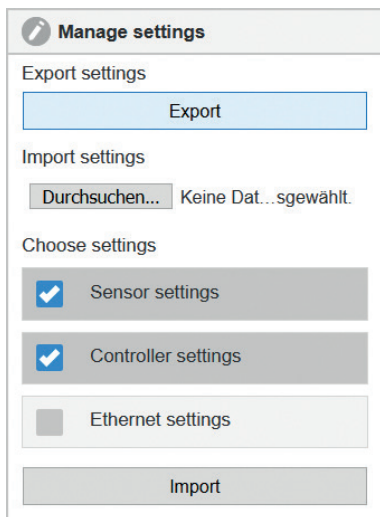 Manage settings
Export settings
Export
Import settings
Durchsuchen... Keine Dat...sgewählt.
Choose settings
Sensor settings
Controller settings
Ethernet settings
Import